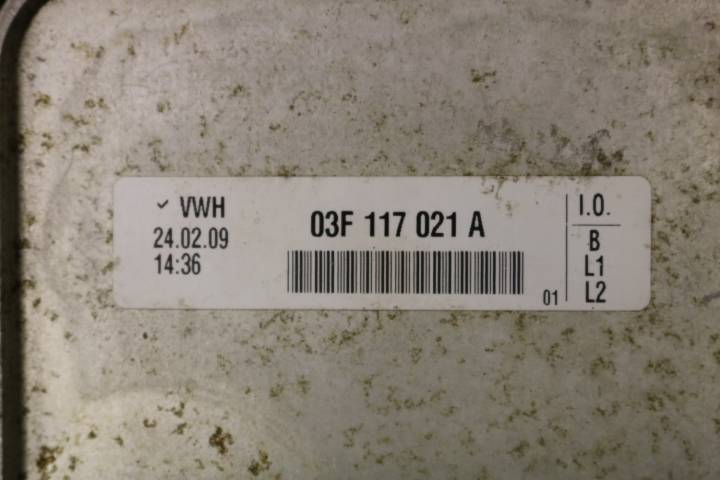 ✓ VWH
24.02.09
14:36
03F 117 021 A
01
I.O.
B
L1
L2